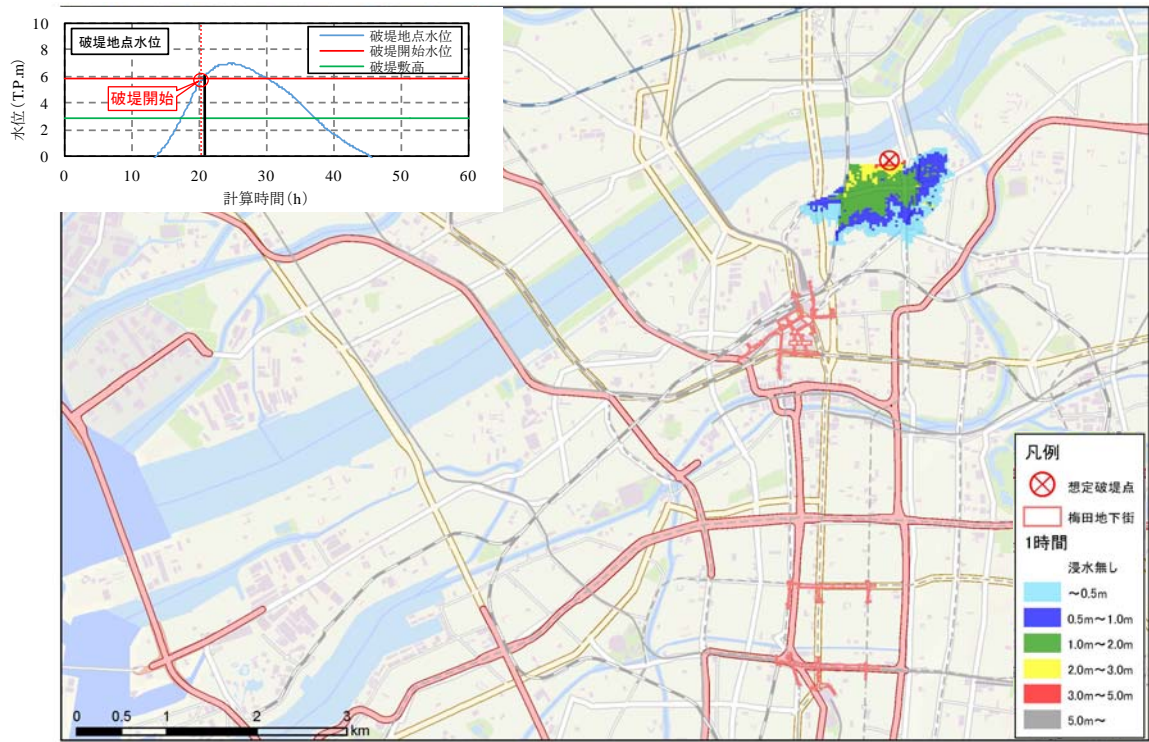 破堤地点水位
破堤地点水位
破堤開始水位
破堤敷高
破堤開始
水位(T.P.m)
10
8
6
4
2
0
0 10 20 30 40 50 60
計算時間(h)
凡例
想定破堤点
梅田地下街
1時間
浸水無し
～0.5m
0.5m～1.0m
1.0m～2.0m
2.0m～3.0m
3.0m～5.0m
5.0m～
0 0.5 1 2 3
km